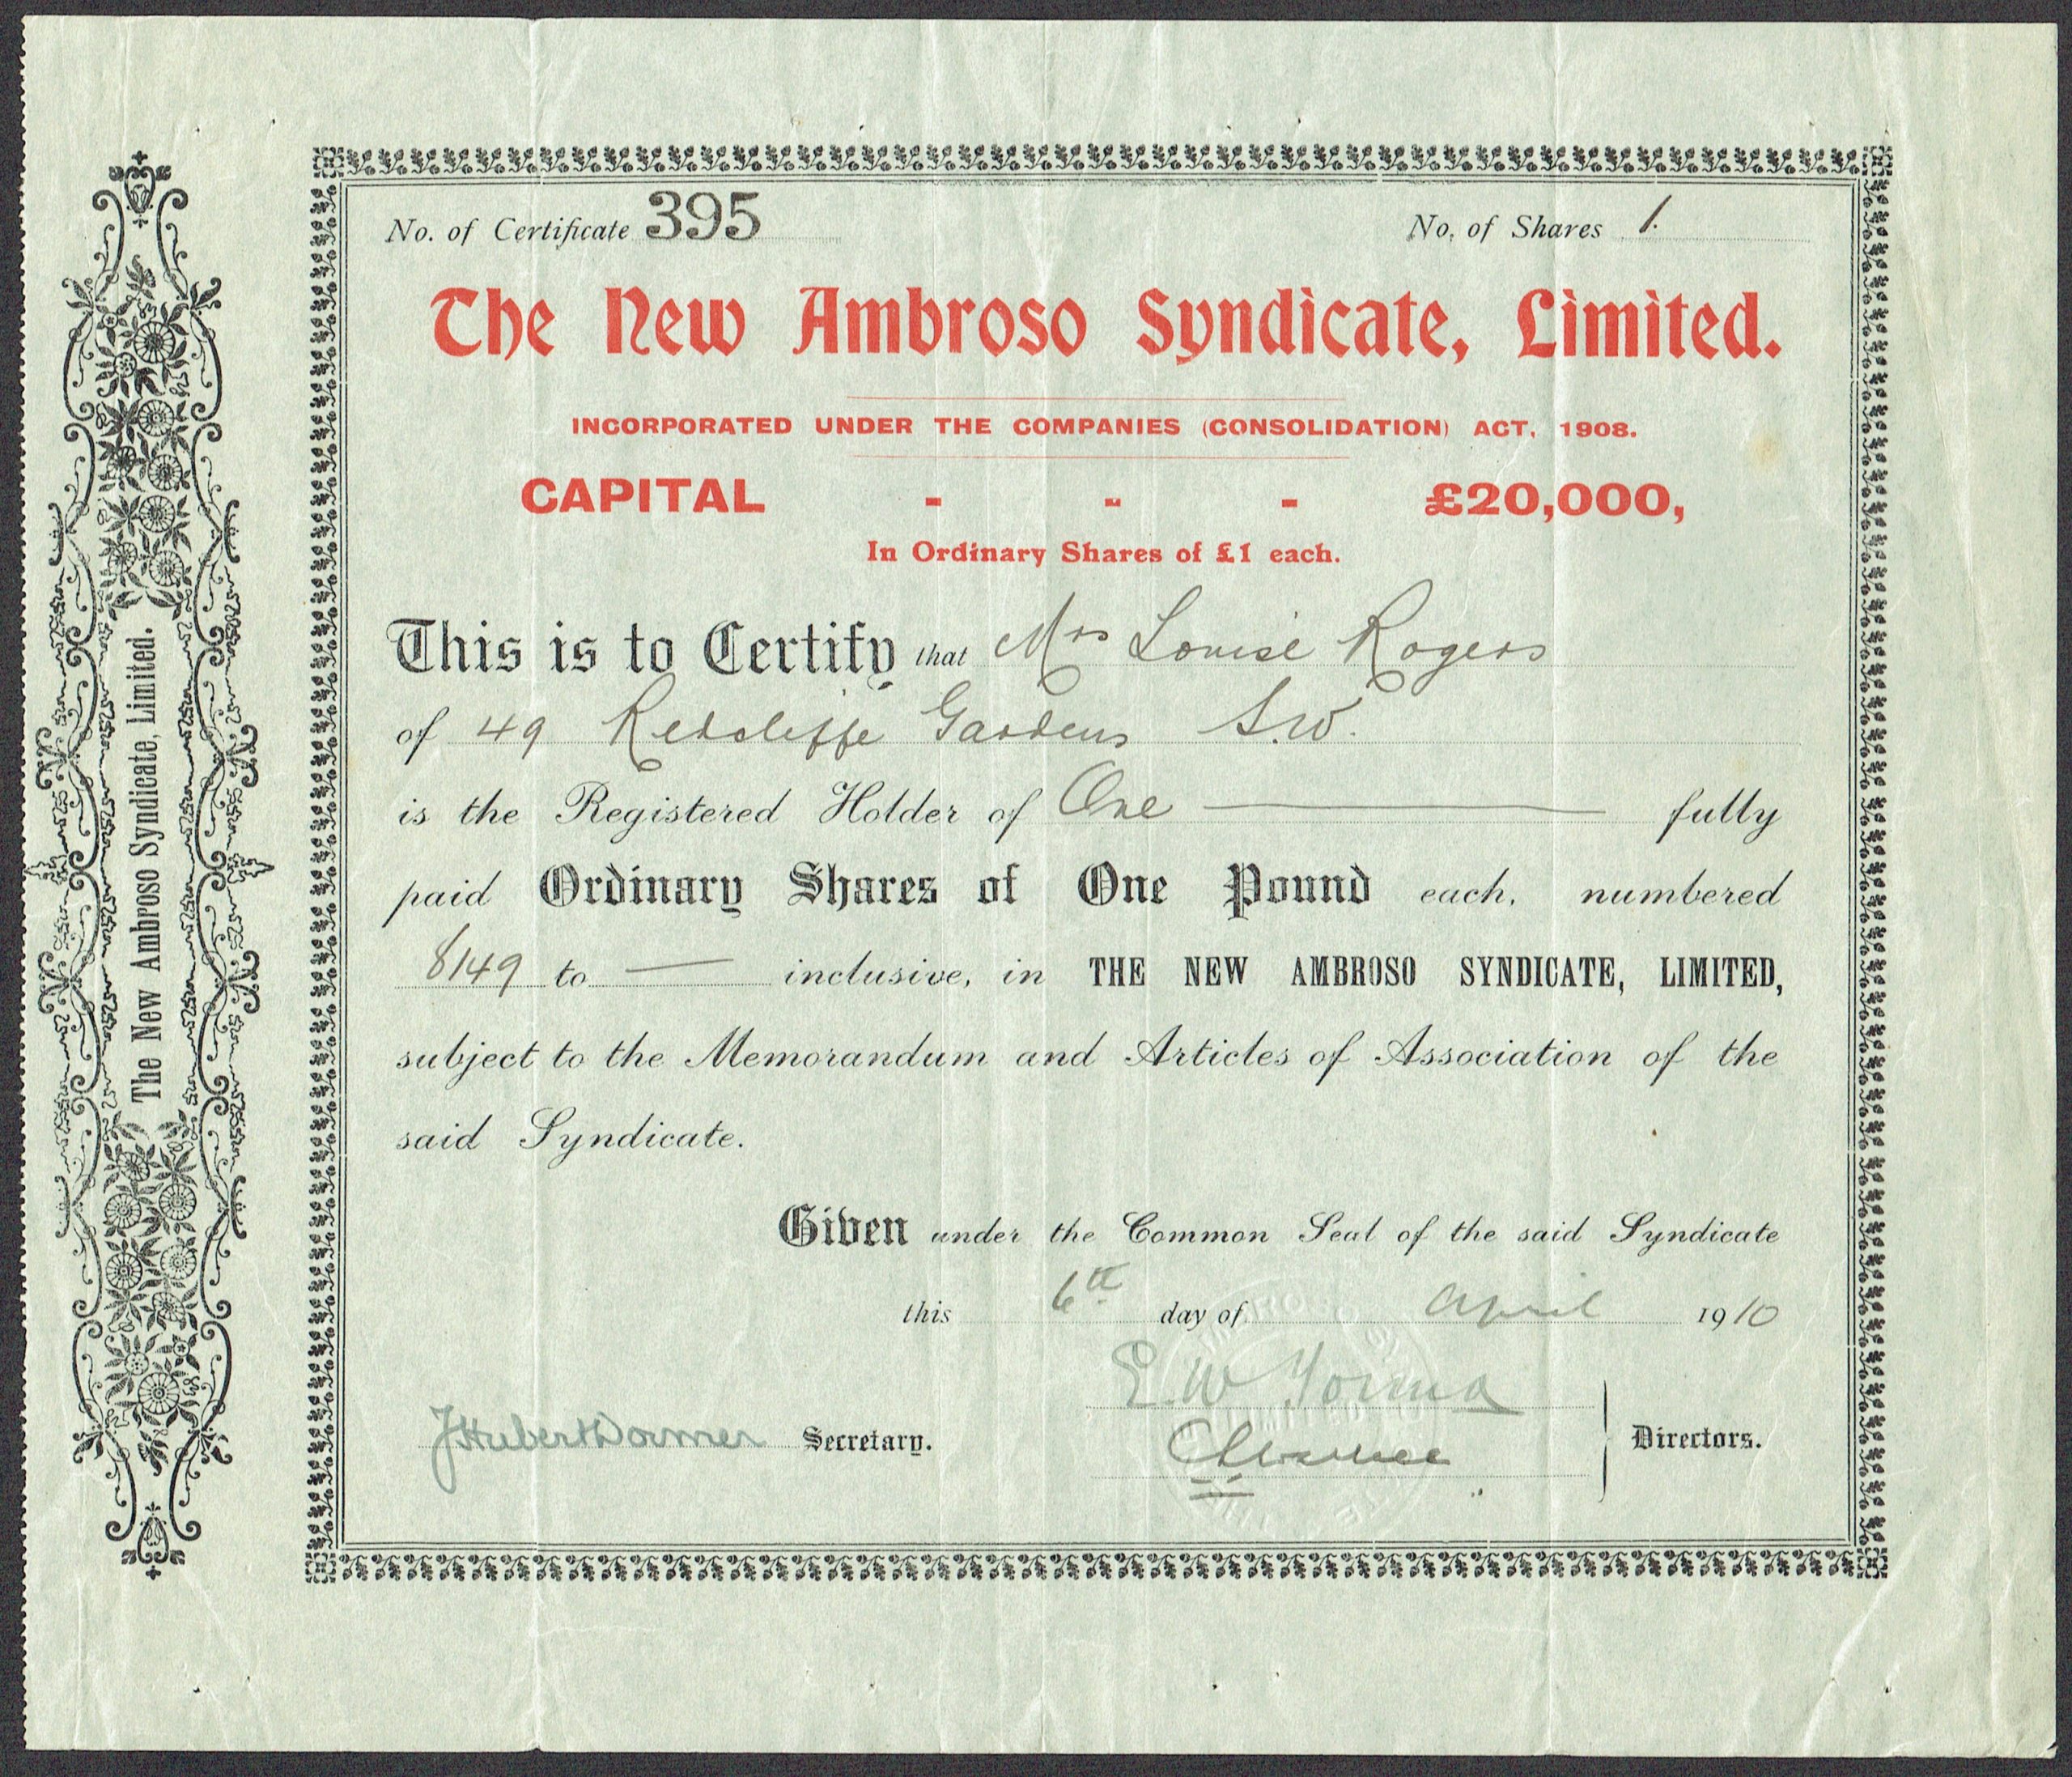 No. of Certificate 395
No. of Shares 1.
The New Ambroso Syndicate, Limited.
INCORPORATED UNDER THE COMPANIES (CONSOLIDATION) ACT, 1908.
CAPITAL - - - £20,000,
In Ordinary Shares of £1 each.
This is to Certify that Mrs Louise Rogers
of 49 Redcliffe Gardens S.W.
is the Registered Holder of One fully
paid Ordinary Shares of One Pound each, numbered
8149 to — inclusive, in THE NEW AMBROSO SYNDICATE, LIMITED,
subject to the Memorandum and Articles of Association of the
said Syndicate.
Given under the Common Seal of the said Syndicate
this 6th day of April 1910
E. W.
J Hubert Dormer Secretary.
Directors.
The New Ambroso Syndicate, Limited.